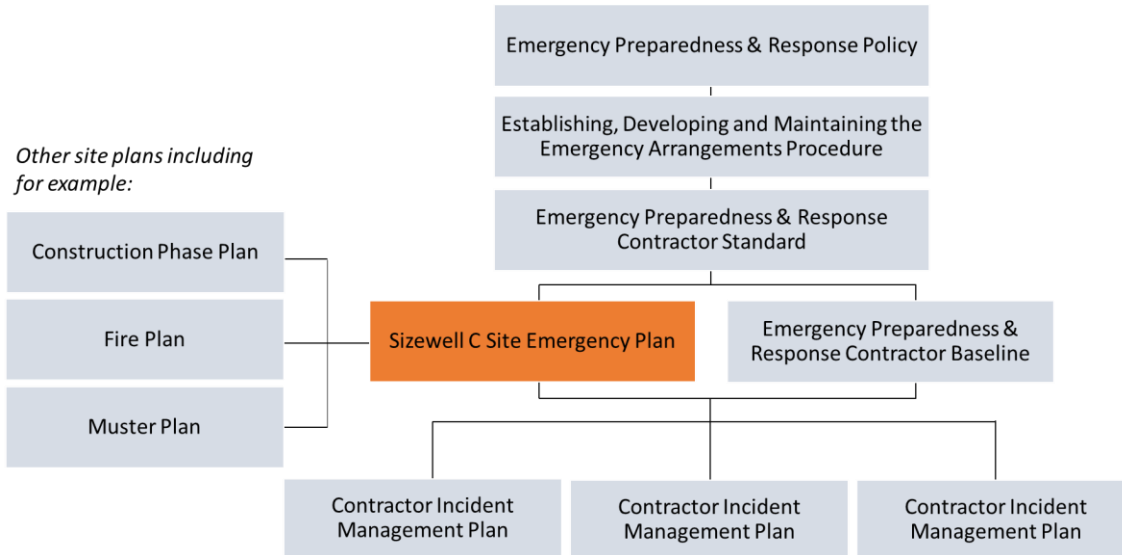 Emergency Preparedness & Response Policy
Establishing, Developing and Maintaining the
Emergency Arrangements Procedure
Emergency Preparedness & Response
Contractor Standard
Other site plans including
for example:
Construction Phase Plan
Fire Plan
Muster Plan
Sizewell C Site Emergency Plan
Emergency Preparedness &
Response Contractor Baseline
Contractor Incident
Management Plan
Contractor Incident
Management Plan
Contractor Incident
Management Plan